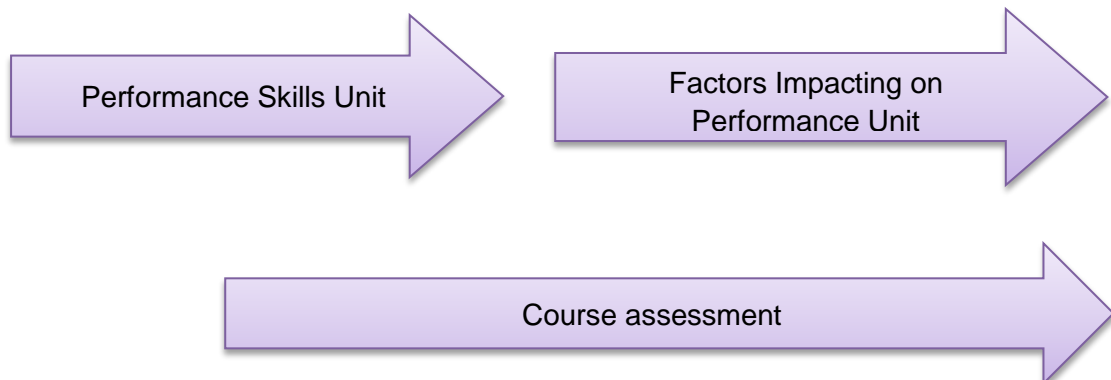 Performance Skills Unit
Factors Impacting on
Performance Unit
Course assessment